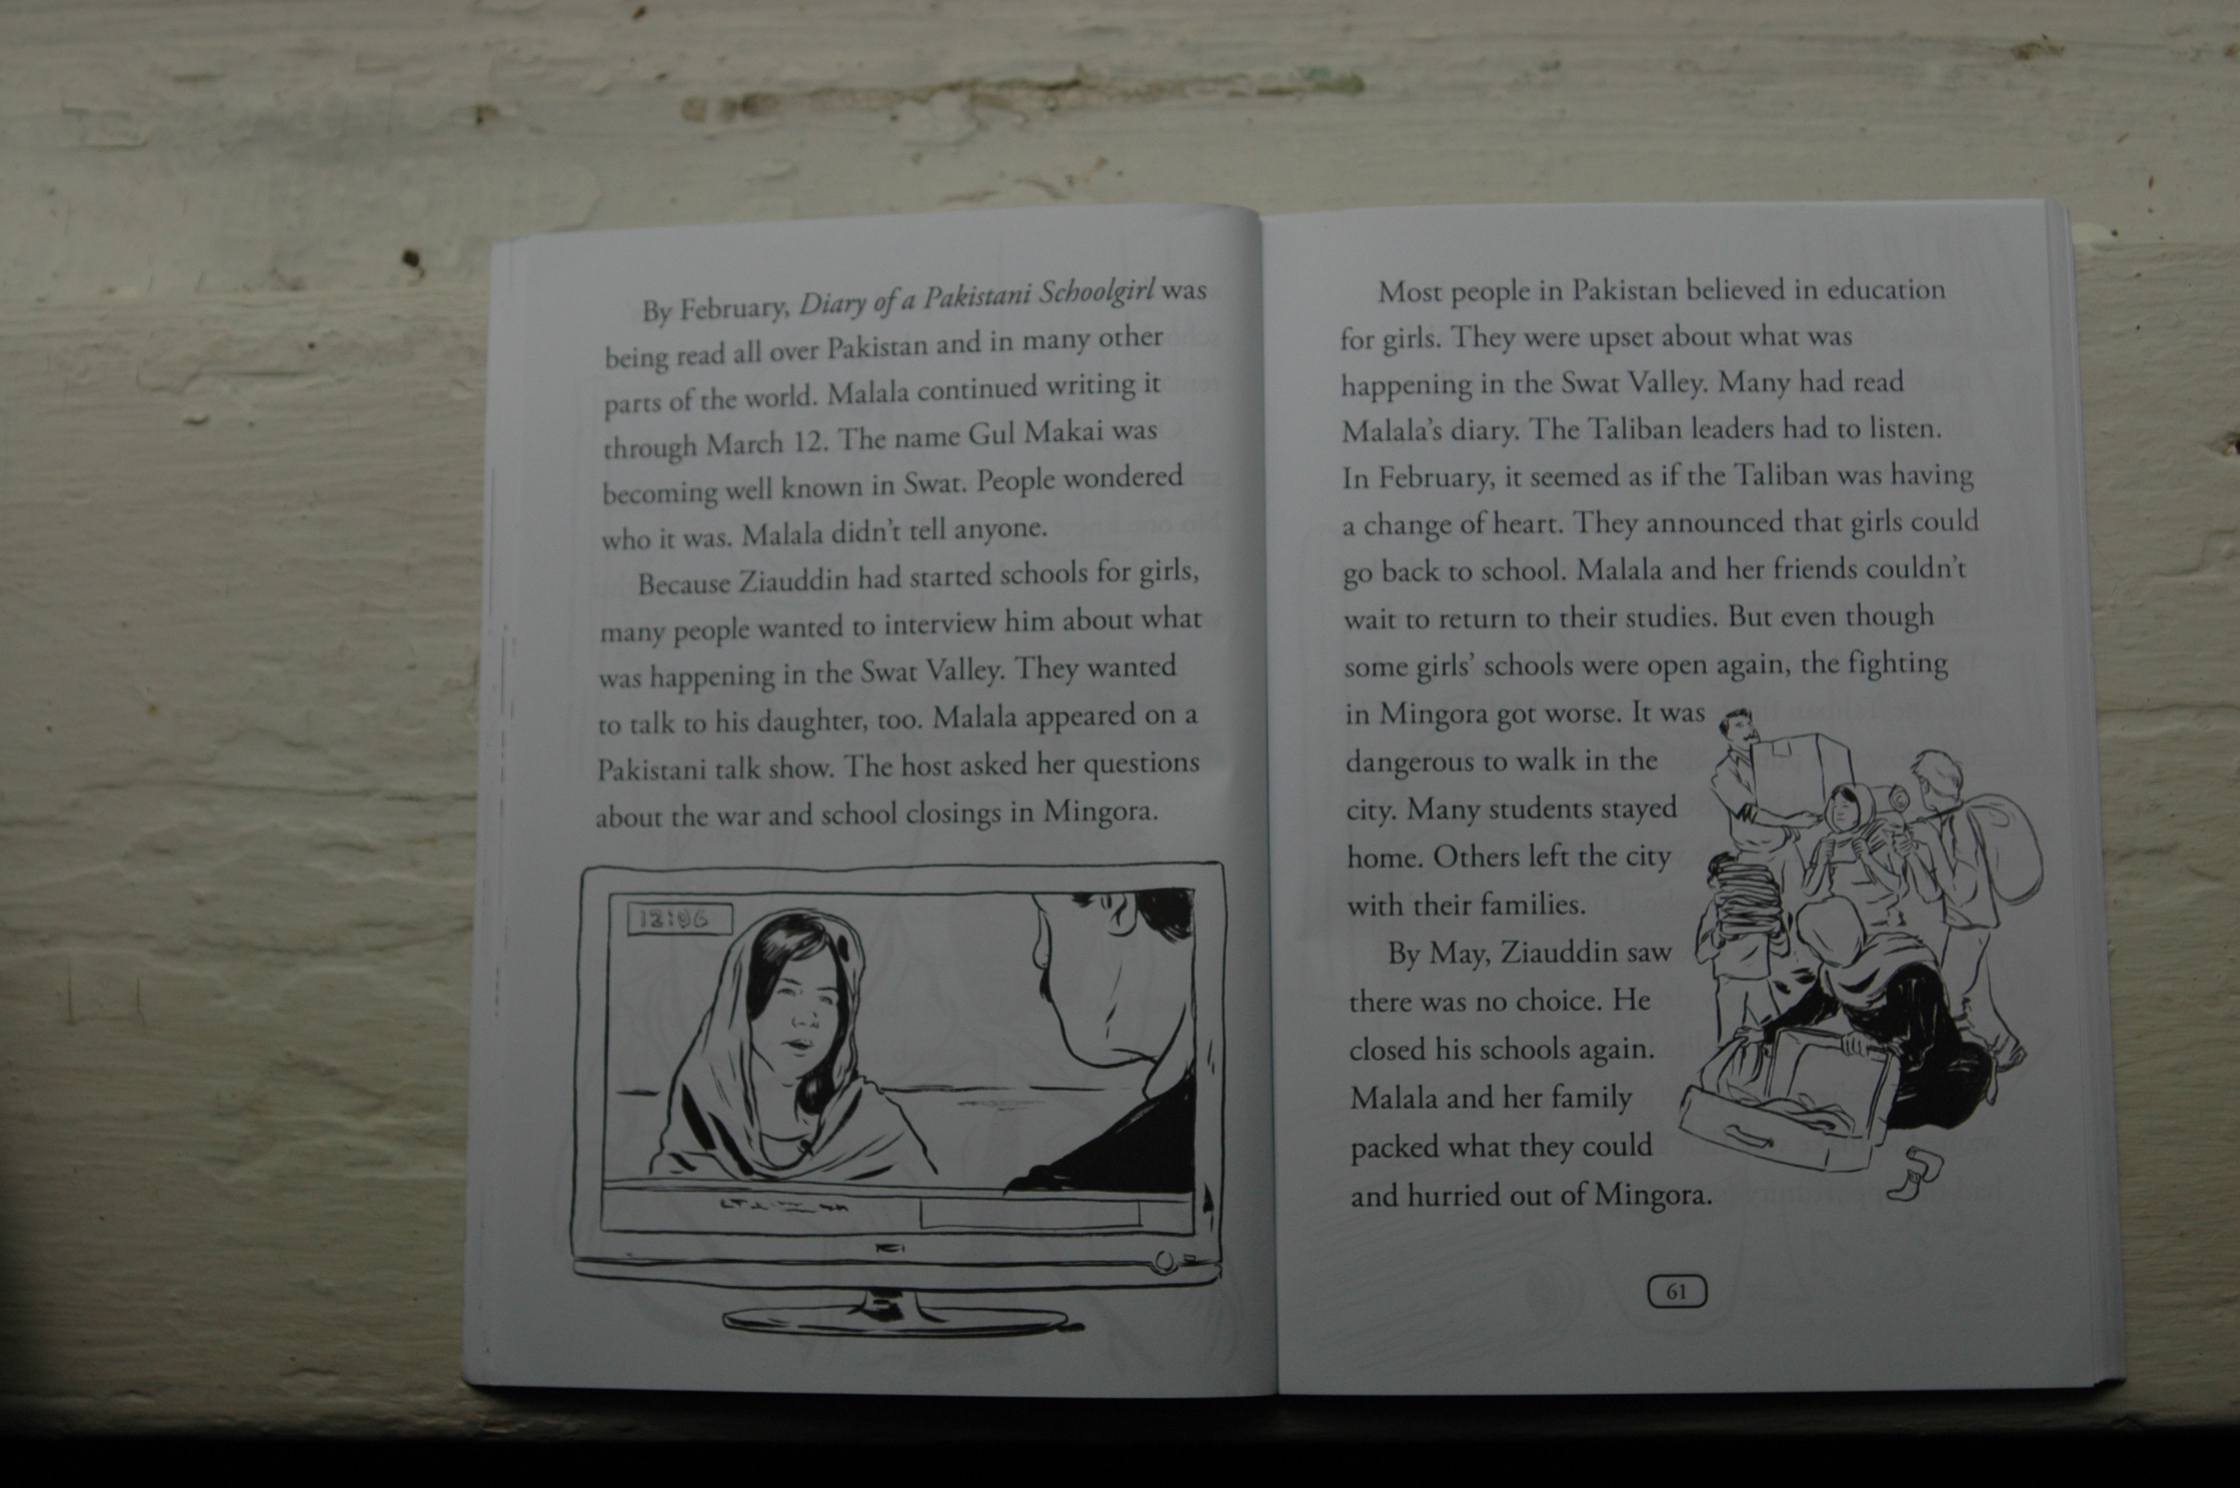 By February, Diary of a Pakistani Schoolgirl was
being read all over Pakistan and in many other
parts of the world. Malala continued writing it
through March 12. The name Gul Makai was
becoming well known in Swat. People wondered
who it was. Malala didn't tell anyone.
Because Ziauddin had started schools for girls,
many people wanted to interview him about what
was happening in the Swat Valley. They wanted
to talk to his daughter, too. Malala appeared on a
Pakistani talk show. The host asked her questions
about the war and school closings in Mingora.
Most people in Pakistan believed in education
for girls. They were upset about what was
happening in the Swat Valley. Many had read
Malala's diary. The Taliban leaders had to listen.
In February, it seemed as if the Taliban was having
a change of heart. They announced that girls could
go back to school. Malala and her friends couldn't
wait to return to their studies. But even though
some girls' schools were open again, the fighting
in Mingora got worse. It was
dangerous to walk in the
city. Many students stayed
home. Others left the city
with their families.
By May, Ziauddin saw
there was no choice. He
closed his schools again.
Malala and her family
packed what they could
and hurried out of Mingora.
61